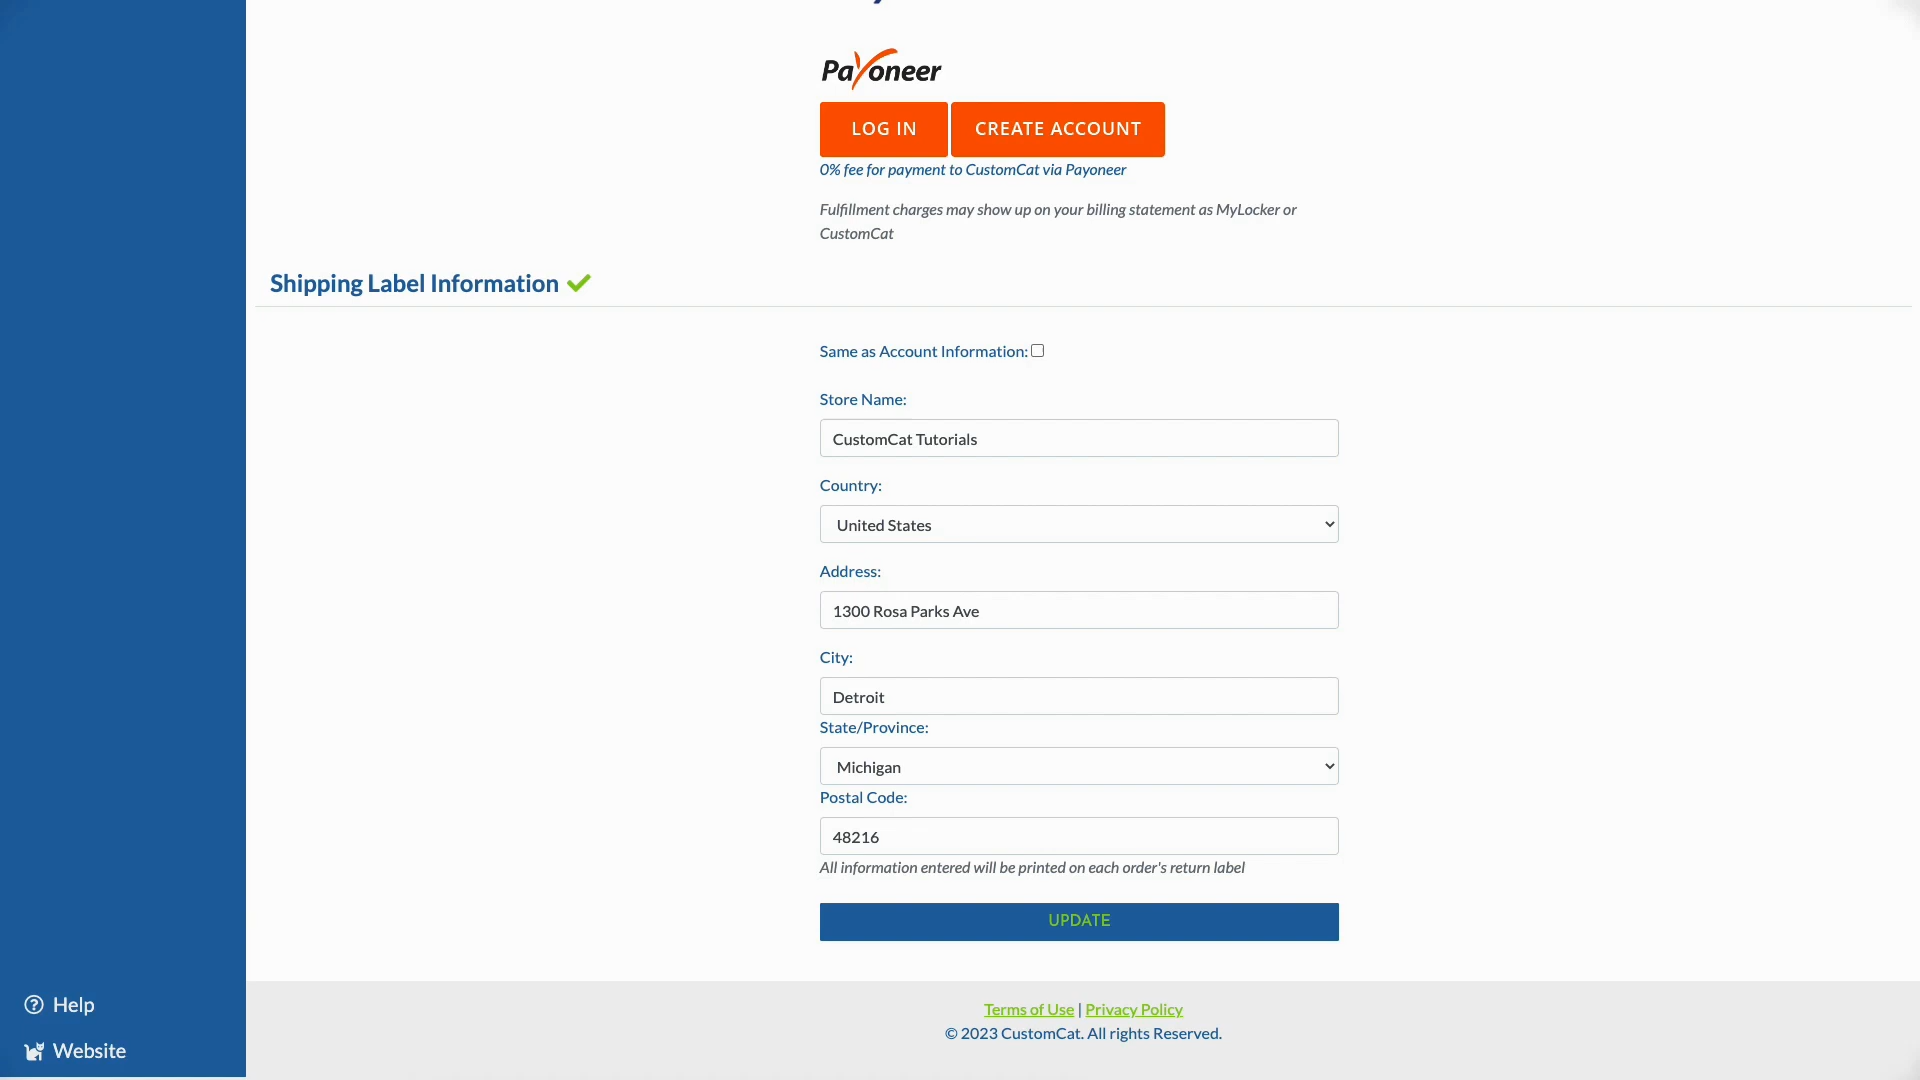 Payoneer
LOG IN
CREATE ACCOUNT
0% fee for payment to CustomCat via Payoneer
Fulfillment charges may show up on your billing statement as MyLocker or
CustomCat
Shipping Label Information
Same as Account Information:
Store Name:
CustomCat Tutorials
Country:
United States
Address:
1300 Rosa Parks Ave
City:
Detroit
State/Province:
Michigan
Postal Code:
48216
All information entered will be printed on each order's return label
UPDATE
Help
Website
Terms of Use | Privacy Policy
© 2023 CustomCat. All rights Reserved.